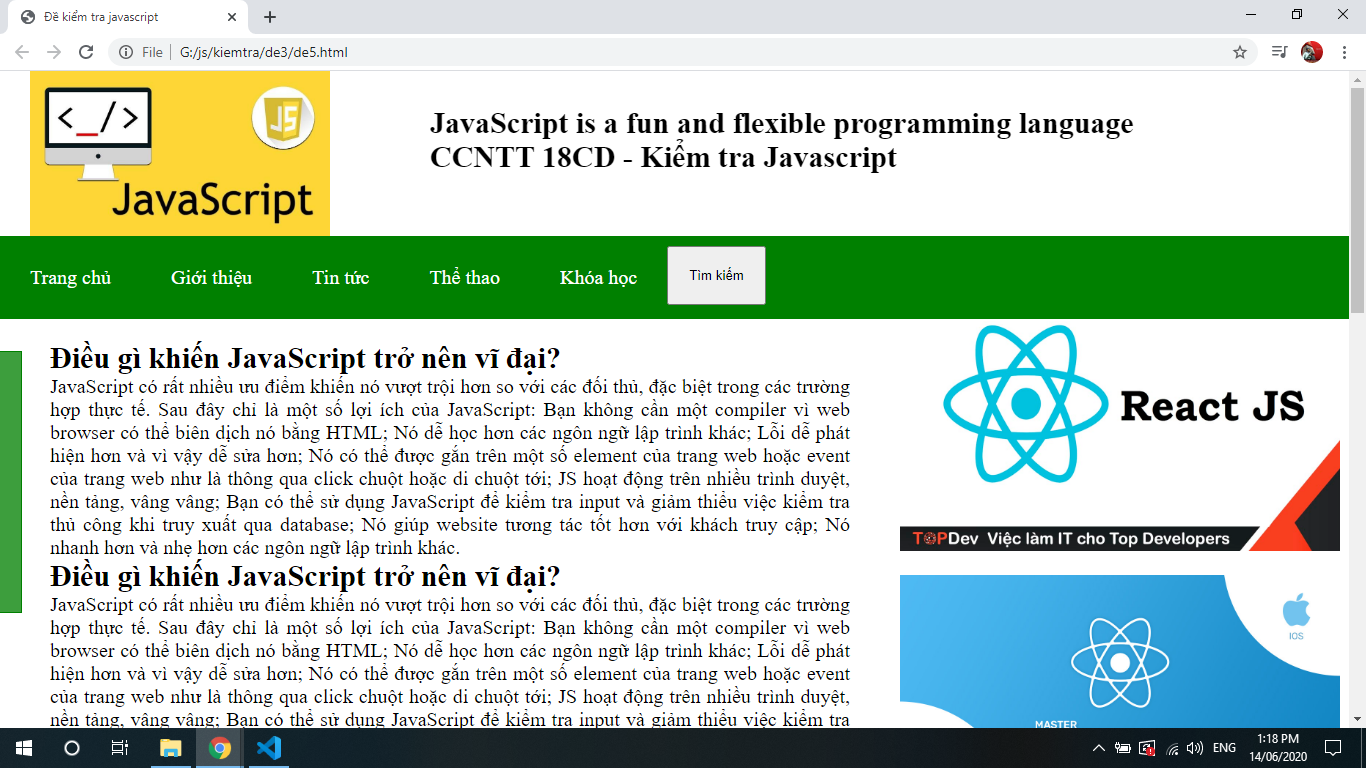 Đề kiểm tra javascript
File
G:/js/kiemtra/de3/de5.html
<_/>
JS
JavaScript
JavaScript is a fun and flexible programming language
CCNTT 18CD - Kiểm tra Javascript
Trang chủ Giới thiệu Tin tức Thể thao Khóa học Tìm kiếm
Điều gì khiến JavaScript trở nên vĩ đại?
JavaScript có rất nhiều ưu điểm khiến nó vượt trội hơn so với các đối thủ, đặc biệt trong các trường
hợp thực tế. Sau đây chỉ là một số lợi ích của JavaScript: Bạn không cần một compiler vì web
browser có thể biên dịch nó bằng HTML; Nó dễ học hơn các ngôn ngữ lập trình khác; Lỗi dễ phát
hiện hơn và vì vậy dễ sửa hơn; Nó có thể được gắn trên một số element của trang web hoặc event
của trang web như là thông qua click chuột hoặc di chuột tới; JS hoạt động trên nhiều trình duyệt,
nền tảng, vâng vâng; Bạn có thể sử dụng JavaScript để kiểm tra input và giảm thiểu việc kiểm tra
thủ công khi truy xuất qua database; Nó giúp website tương tác tốt hơn với khách truy cập; Nó
nhanh hơn và nhẹ hơn các ngôn ngữ lập trình khác.
Điều gì khiến JavaScript trở nên vĩ đại?
JavaScript có rất nhiều ưu điểm khiến nó vượt trội hơn so với các đối thủ, đặc biệt trong các trường
hợp thực tế. Sau đây chỉ là một số lợi ích của JavaScript: Bạn không cần một compiler vì web
browser có thể biên dịch nó bằng HTML; Nó dễ học hơn các ngôn ngữ lập trình khác; Lỗi dễ phát
hiện hơn và vì vậy dễ sửa hơn; Nó có thể được gắn trên một số element của trang web hoặc event
của trang web như là thông qua click chuột hoặc di chuột tới; JS hoạt động trên nhiều trình duyệt,
nền tảng, vâng vâng; Bạn có thể sử dụng JavaScript để kiểm tra input và giảm thiểu việc kiểm tra
React JS
TOPDev Việc làm IT cho Top Developers
IOS
MASTER
ENG
1:18 PM
14/06/2020